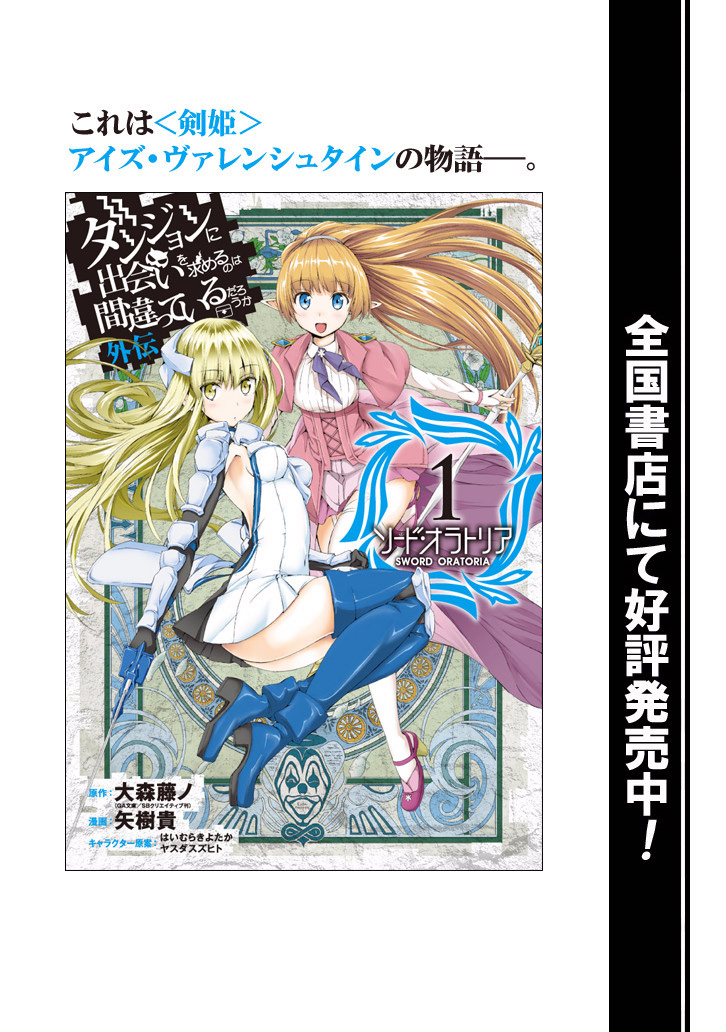 これは＜剣姫＞
アイズ・ヴァレンシュタインの物語──。
ダンジョンに
出会いを求めるのは
間違っているだろうか
外伝
1
ソード・オラトリア
SWORD ORATORIA
原作：大森藤ノ
（GA文庫／SBクリエイティブ刊）
漫画：矢樹貴
キャラクター原案：はいむらきよたか
ヤスダスズヒト
全国書店にて好評発売中！